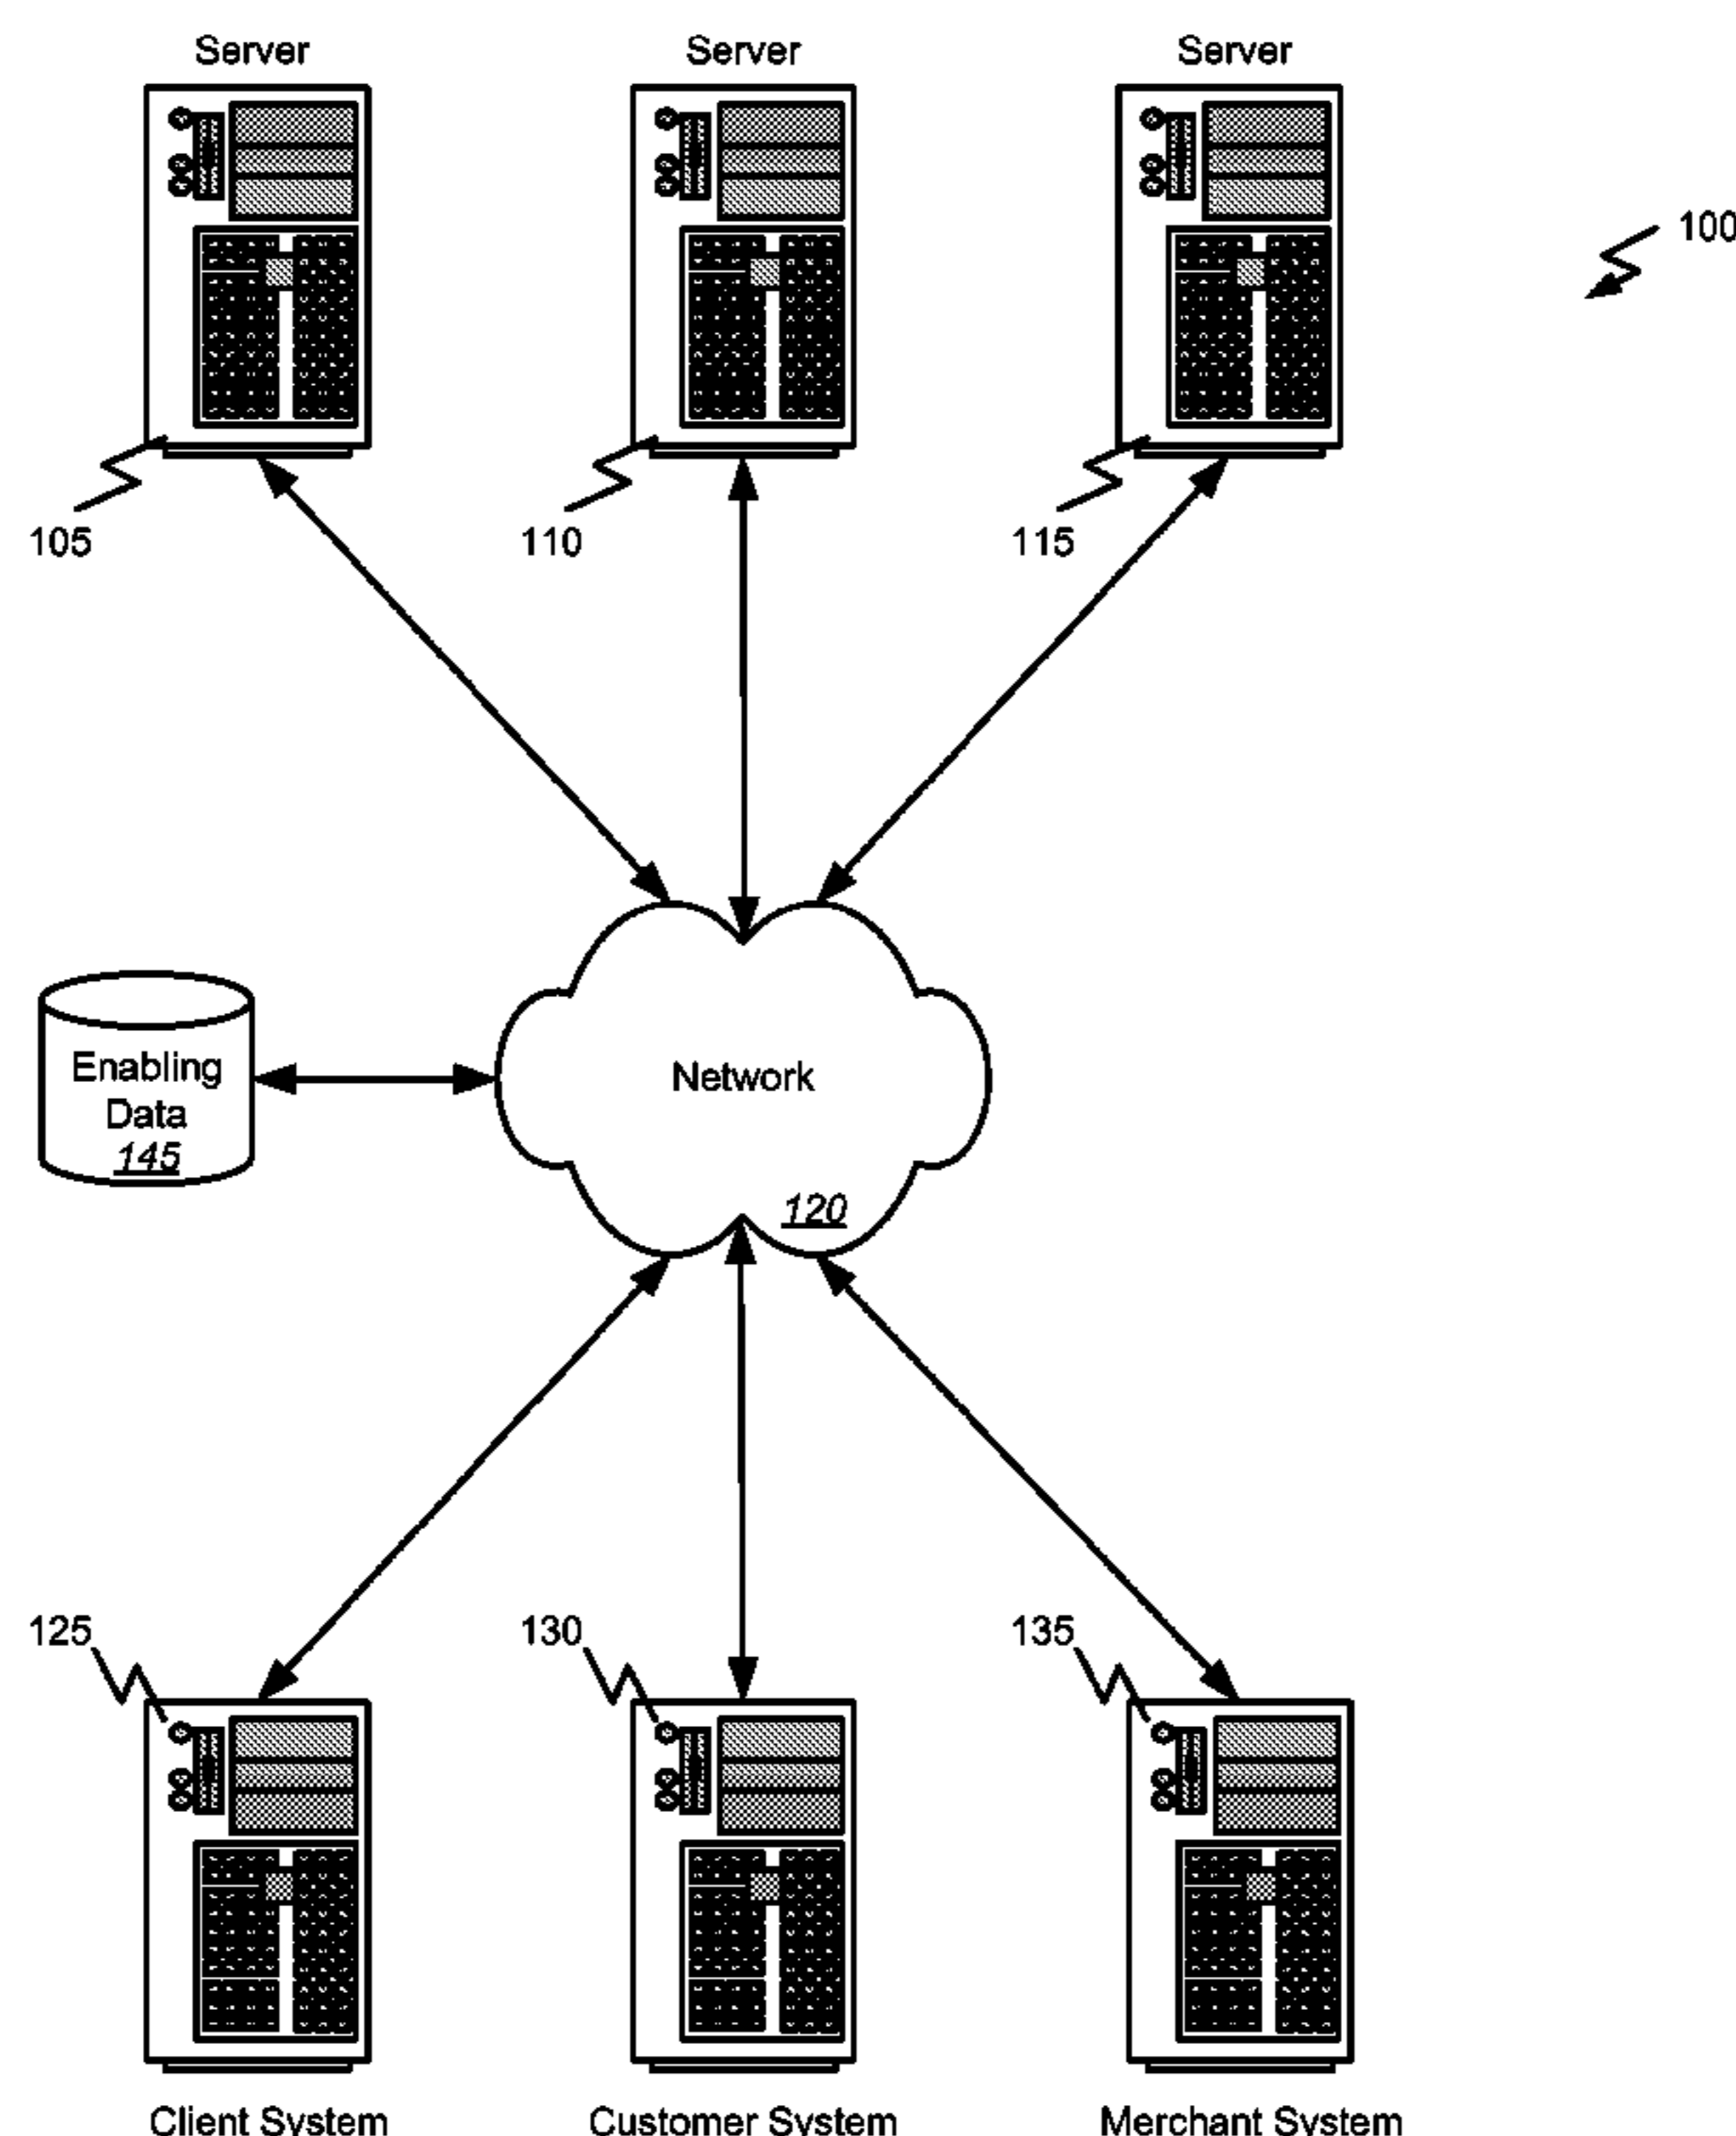 Server
Server
Server
100
105
110
115
Enabling
Data
145
Network
120
125
130
135
Client System
Customer System
Merchant System